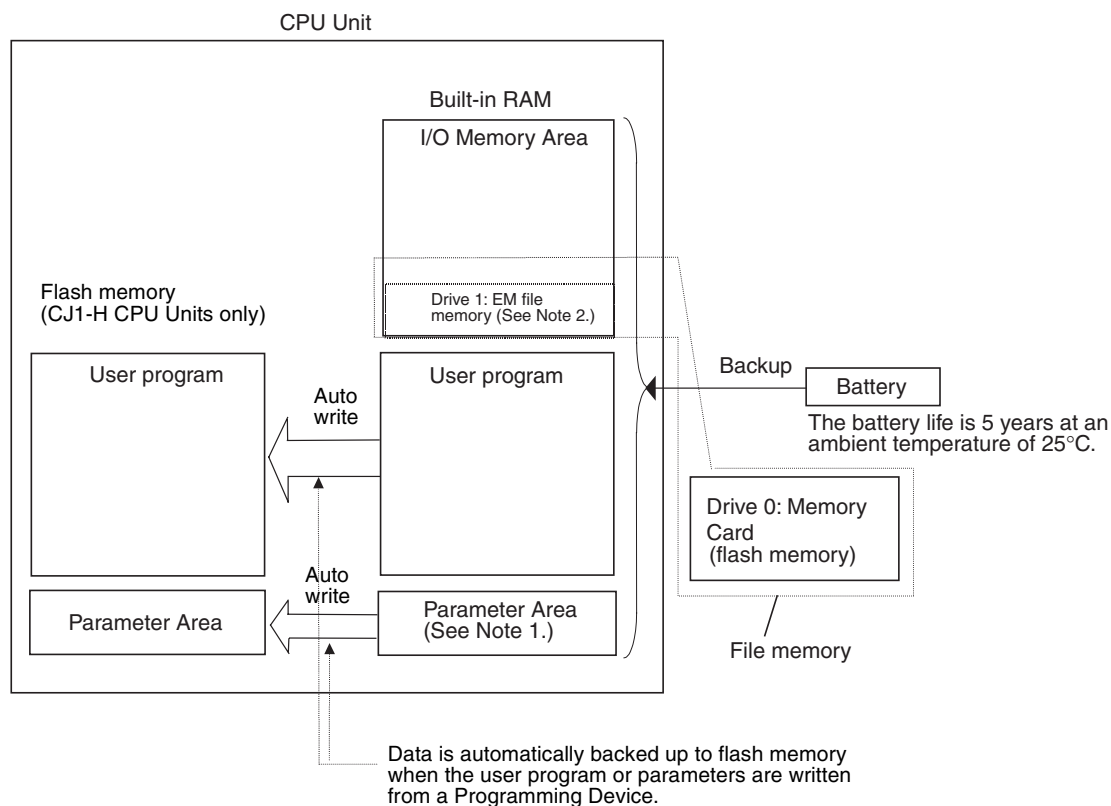 CPU Unit
Built-in RAM
I/O Memory Area
Drive 1: EM file
memory (See Note 2.)
Flash memory
(CJ1-H CPU Units only)
User program
Auto
write
User program
Backup
Battery
The battery life is 5 years at an
ambient temperature of 25°C.
Drive 0: Memory
Card
(flash memory)
Auto
write
Parameter Area
Parameter Area
(See Note 1.)
File memory
Data is automatically backed up to flash memory
when the user program or parameters are written
from a Programming Device.